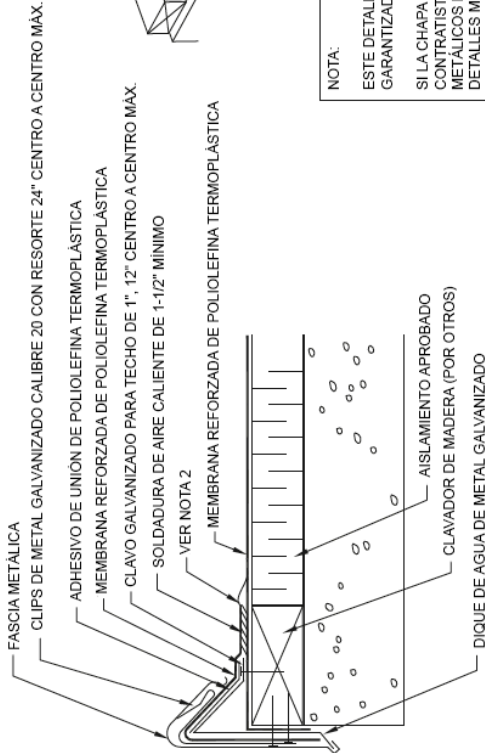 FASCIA METÁLICA
CLIPS DE METAL GALVANIZADO CALIBRE 20 CON RESORTE 24" CENTRO A CENTRO MÁX.
ADHESIVO DE UNIÓN DE POLIOLEFINA TERMOPLÁSTICA
MEMBRANA REFORZADA DE POLIOLEFINA TERMOPLÁSTICA
CLAVO GALVANIZADO PARA TECHO DE 1", 12" CENTRO A CENTRO MÁX.
SOLDADURA DE AIRE CALIENTE DE 1-1/2" MÍNIMO
VER NOTA 2
MEMBRANA REFORZADA DE POLIOLEFINA TERMOPLÁSTICA
AISLAMIENTO APROBADO
CLAVADOR DE MADERA (POR OTROS)
DIQUE DE AGUA DE METAL GALVANIZADO
NOTA:
ESTE DETALL
GARANTIZAD
SI LA CHAPA
CONTRATIST
METÁLICOS
DETALLES M